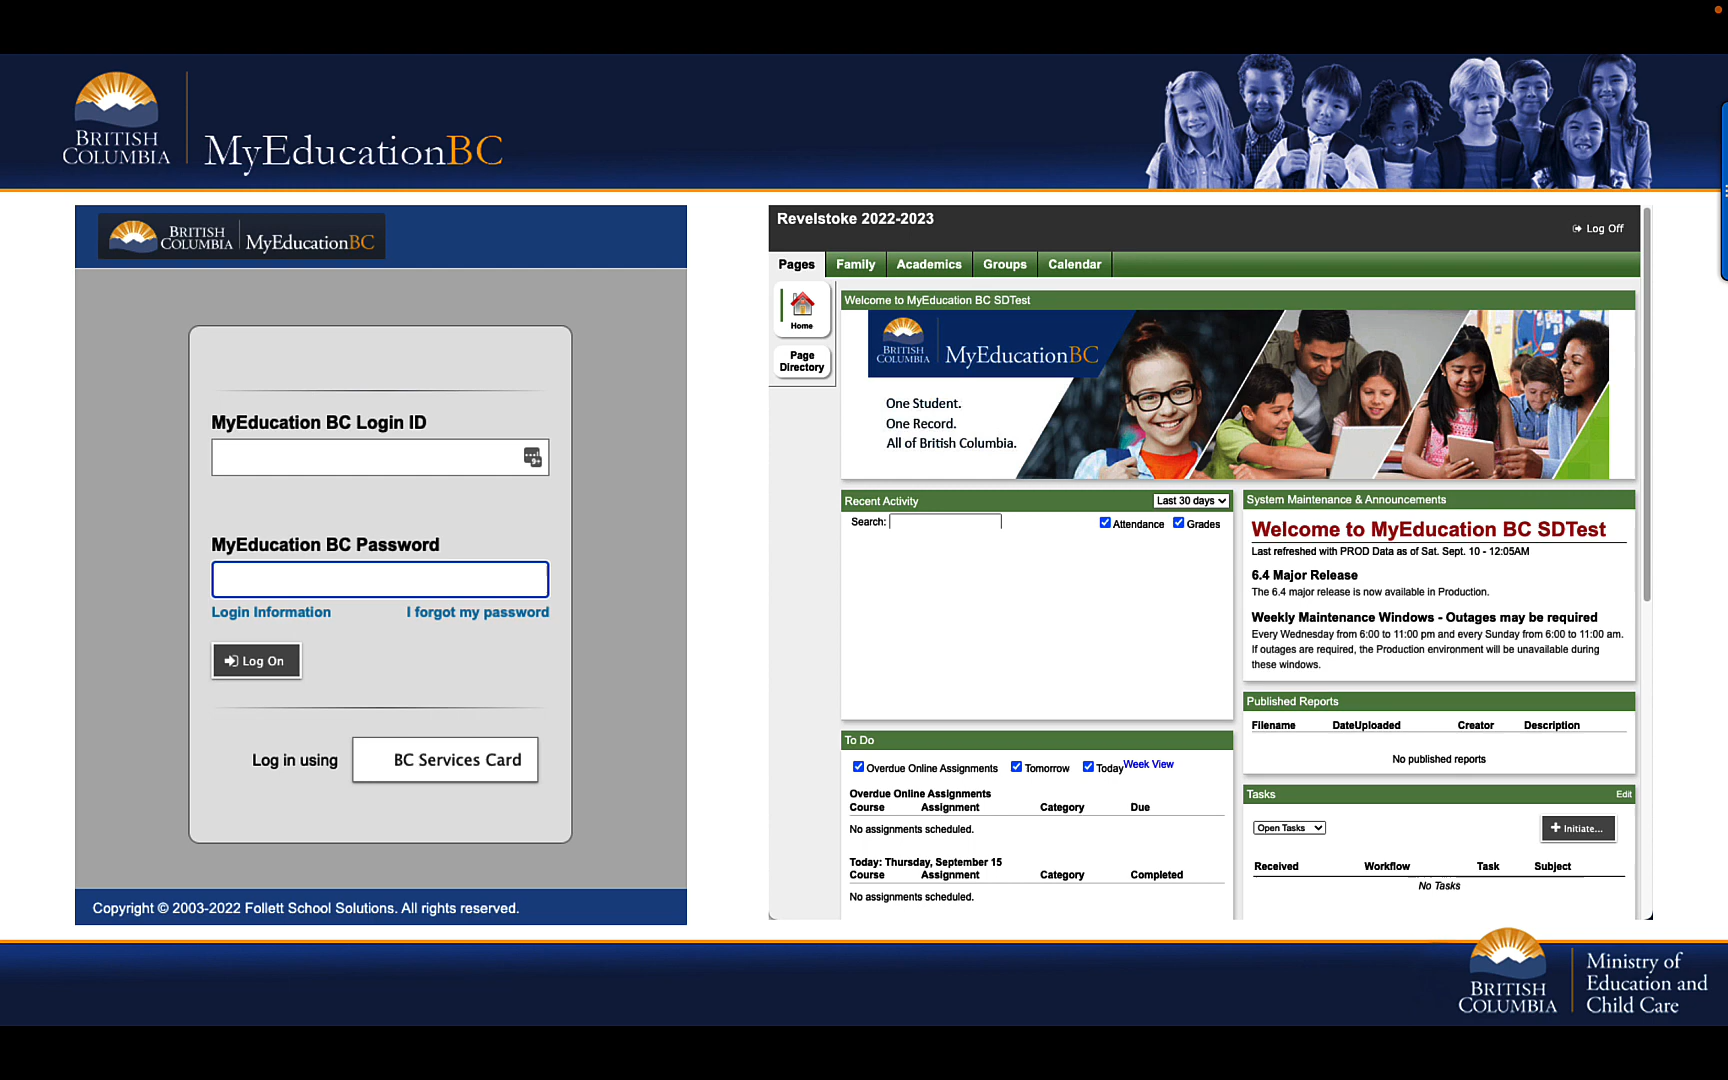 BRITISH
COLUMBIA
MyEducationBC
BRITISH
COLUMBIA
MyEducationBC
MyEducation BC Login ID
MyEducation BC Password
Login Information
I forgot my password
Log On
Log in using
BC Services Card
Copyright © 2003-2022 Follett School Solutions. All rights reserved.
Revelstoke 2022-2023
Log Off
Pages Family Academics Groups Calendar
Home
Page
Directory
Welcome to MyEducation BC SDTest
BRITISH
COLUMBIA
MyEducationBC
One Student.
One Record.
All of British Columbia.
Recent Activity
Last 30 days
Search:
Attendance
Grades
To Do
Overdue Online Assignments
Tomorrow
Today
Week View
Overdue Online Assignments
Course Assignment Category Due
No assignments scheduled.
Today: Thursday, September 15
Course Assignment Category Completed
No assignments scheduled.
System Maintenance & Announcements
Welcome to MyEducation BC SDTest
Last refreshed with PROD Data as of Sat. Sept. 10 - 12:05AM
6.4 Major Release
The 6.4 major release is now available in Production.
Weekly Maintenance Windows - Outages may be required
Every Wednesday from 6:00 to 11:00 pm and every Sunday from 6:00 to 11:00 am.
If outages are required, the Production environment will be unavailable during
these windows.
Published Reports
Filename DateUploaded Creator Description
No published reports
Tasks
Edit
Open Tasks
Initiate...
Received Workflow Task Subject
No Tasks
BRITISH
COLUMBIA
Ministry of
Education and
Child Care